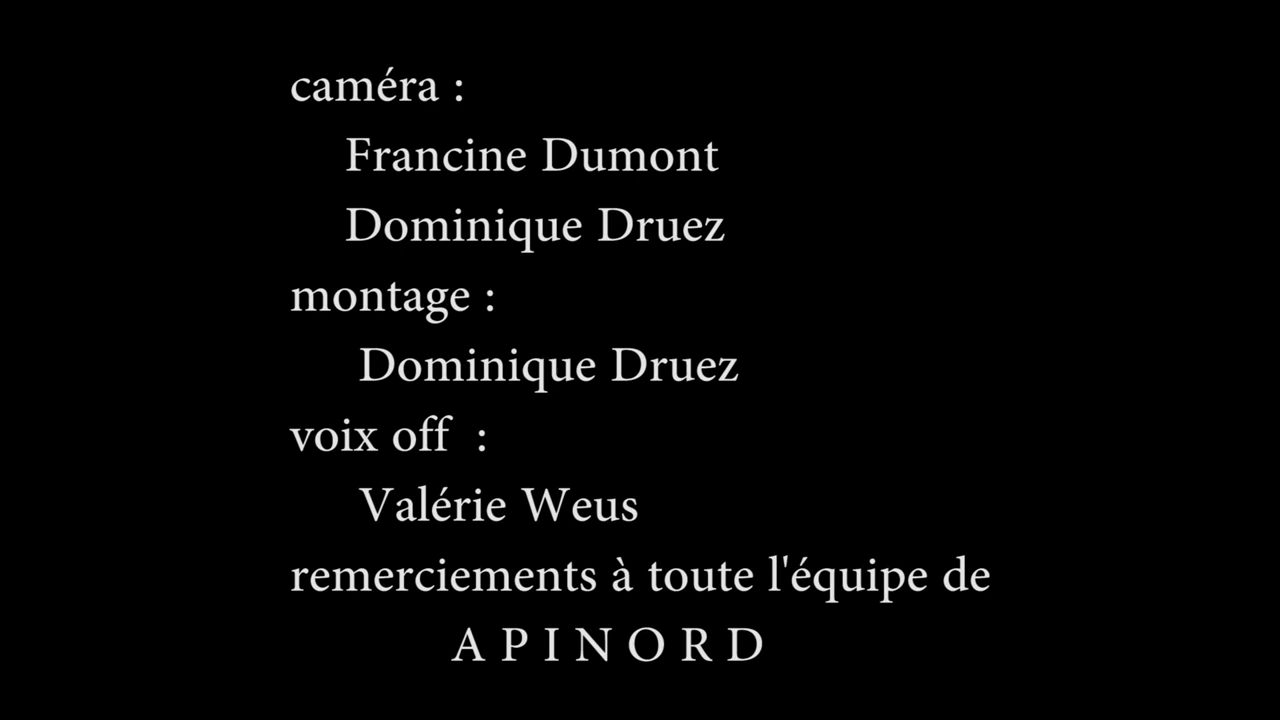 caméra :
Francine Dumont
Dominique Druez
montage :
Dominique Druez
voix off :
Valérie Weus
remerciements à toute l'équipe de
A P I N O R D